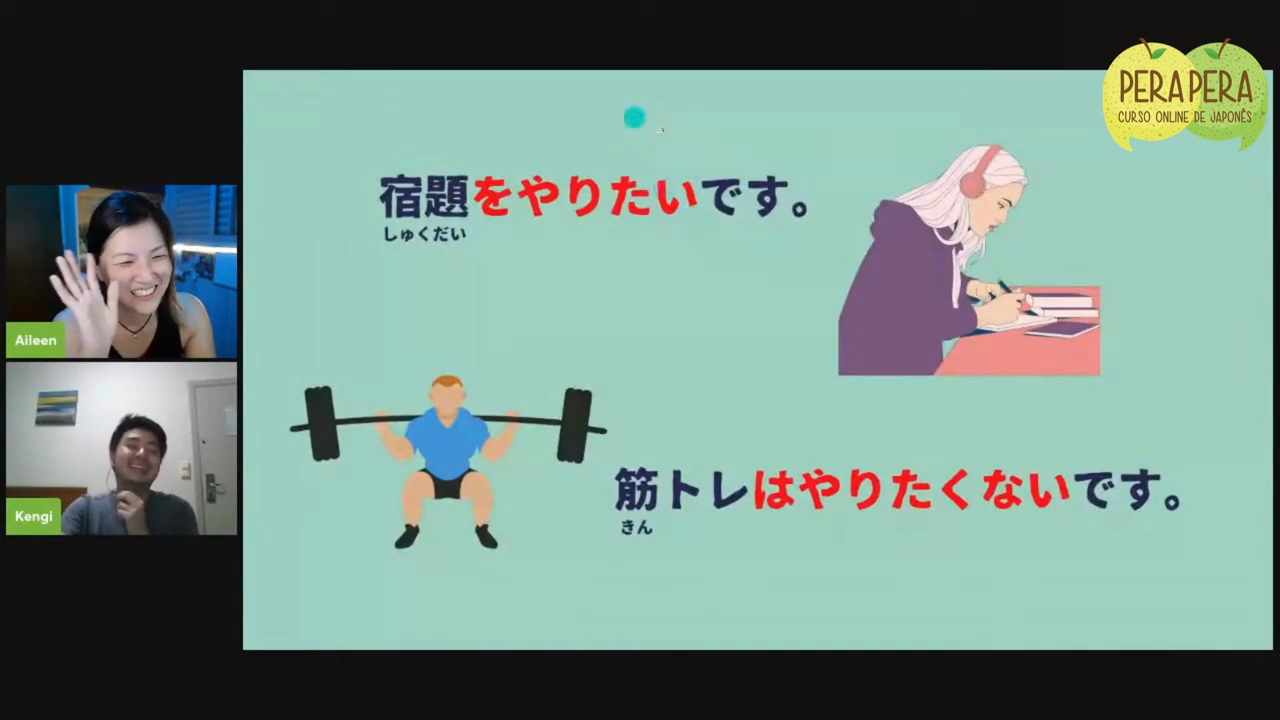 PERA PERA
CURSO ONLINE DE JAPONÊS
宿題をやりたいです。
しゅくだい
Aileen
筋トレはやりたくないです。
きん
Kengi